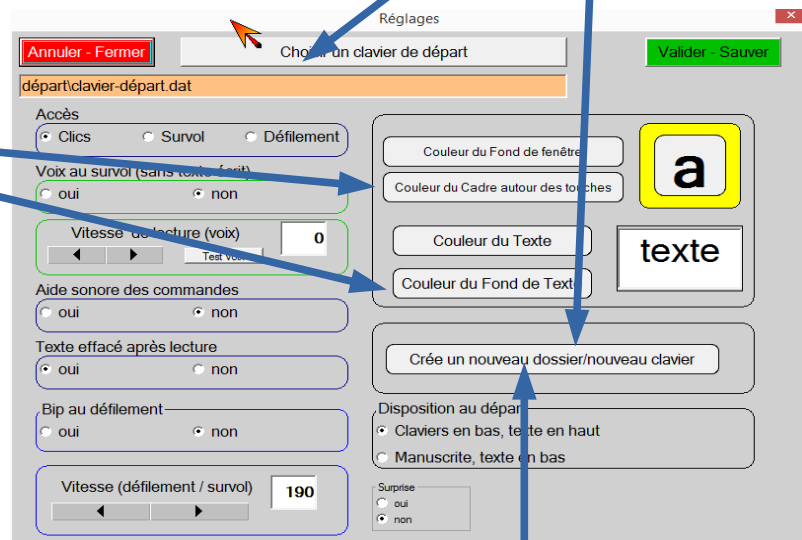 Réglages
Annuler - Fermer
Choisir un clavier de départ
Valider - Sauver
départ\clavier-départ.dat
Accès
Clics
Survol
Défilement
Voix au survol (sans texte écrit)
oui
non
Vitesse de lecture (voix)
0
Test voix
Aide sonore des commandes
oui
non
Texte effacé après lecture
oui
non
Bip au défilement
oui
non
Vitesse (défilement / survol)
190
Couleur du Fond de fenêtre
Couleur du Cadre autour des touches
a
Couleur du Texte
Couleur du Fond de Texte
texte
Crée un nouveau dossier/nouveau clavier
Disposition au départ
Claviers en bas, texte en haut
Manuscrite, texte en bas
Surprise
oui
non